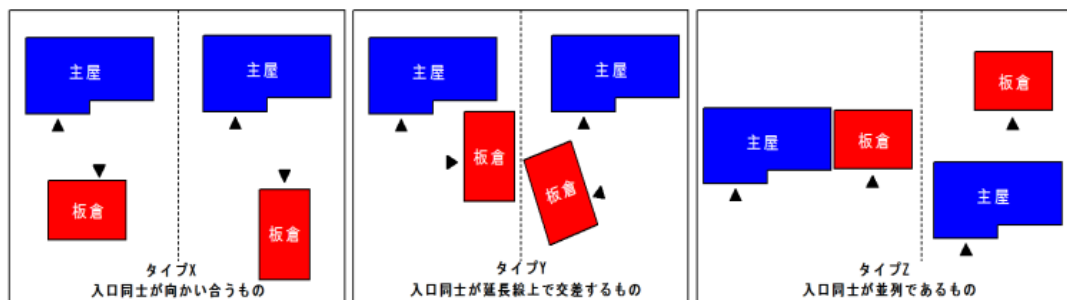 主屋
主屋
板倉
板倉
タイプX
入口同士が向かい合うもの
主屋
主屋
板倉
板倉
タイプY
入口同士が延長線上で交差するもの
板倉
主屋
板倉
主屋
タイプZ
入口同士が並列であるもの